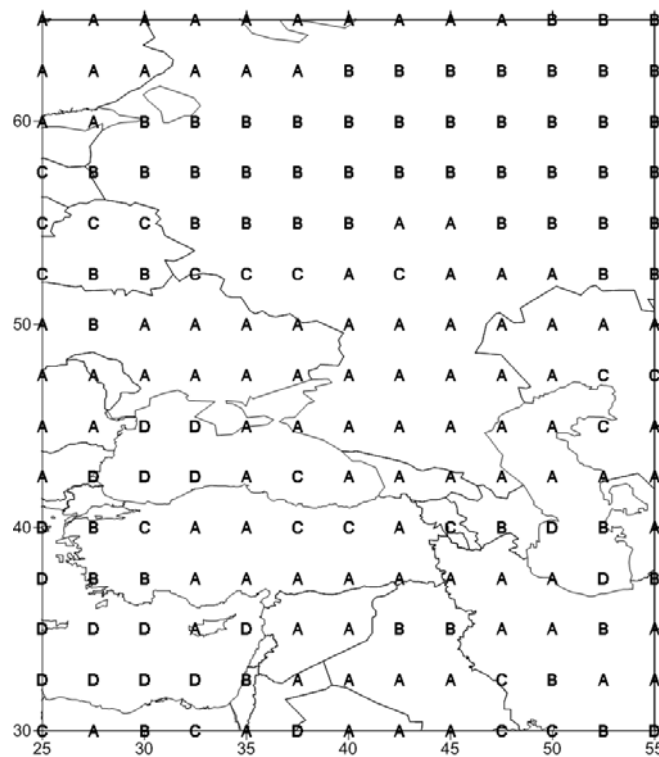 A A A A A A A A A A B B B
A A A A A A B B B B B B B
60 A A B B B B B B B B B B B
C B B B B B B B B B B B B
C C C B B B B A A B B B B
C B B C C C A C A A A B B
50 A B A A A A A A A A A A A
A A A A A A A A A A A C C
A A D D A A A A A A A C A
A D D D A C A A A A A A A
40 D B C A A C C A C B D B A
D B B A A A A A A A A D B
D D D A D A A B B A A B A
D D D D B A A A A C B A A
30 C A B C A D A A A C C B D
25 30 35 40 45 50 55